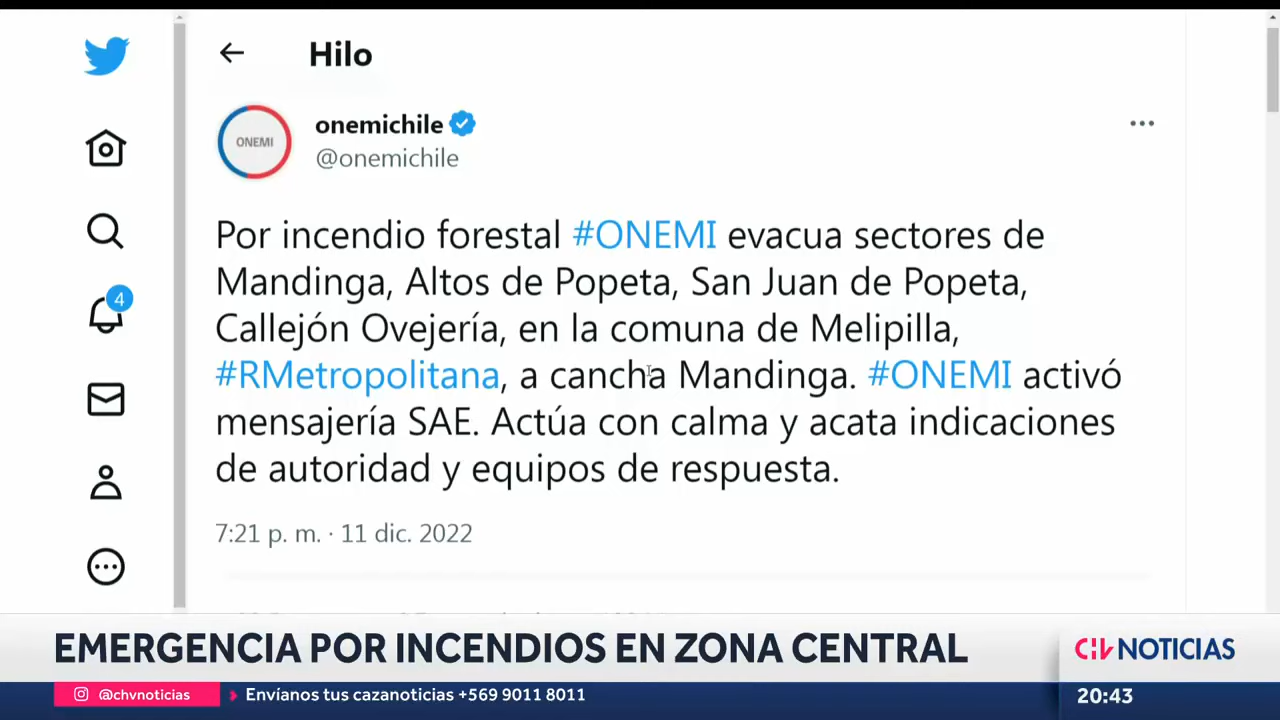 Hilo
ONEMI
onemichile
@onemichile
Por incendio forestal #ONEMI evacua sectores de
Mandinga, Altos de Popeta, San Juan de Popeta,
Callejón Ovejería, en la comuna de Melipilla,
#RMetropolitana, a cancha Mandinga. #ONEMI activó
mensajería SAE. Actúa con calma y acata indicaciones
de autoridad y equipos de respuesta.
4
7:21 p. m. · 11 dic. 2022
EMERGENCIA POR INCENDIOS EN ZONA CENTRAL
CHV NOTICIAS
@chvnoticias
Envíanos tus cazanoticias +569 9011 8011
20:43